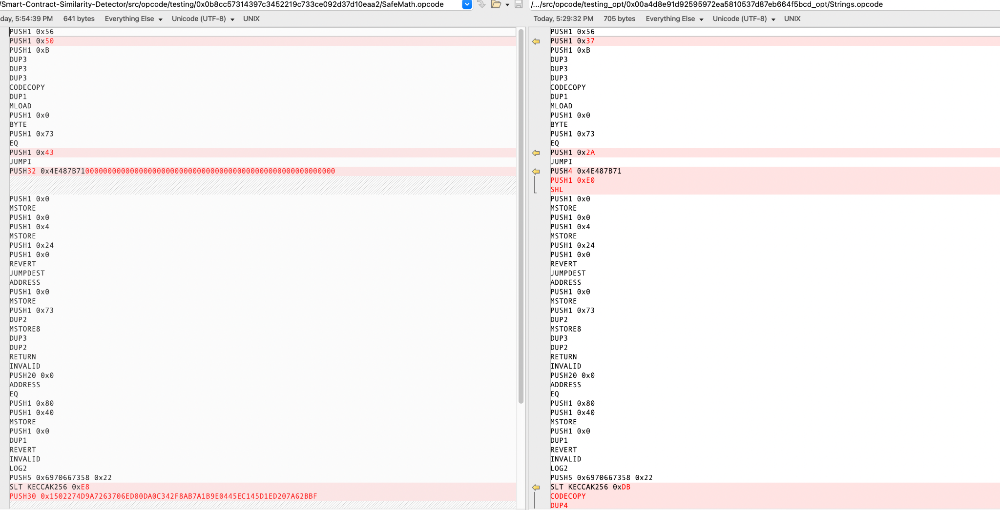 /Smart-Contract-Similarity-Detector/src/opcode/testing/0x0b8cc57314397c3452219c733ce092d37d10eaa2/SafeMath.opcode
day, 5:54:39 PM 641 bytes Everything Else Unicode (UTF-8) UNIX
PUSH1 0x56
PUSH1 0x50
PUSH1 0xB
DUP3
DUP3
DUP3
CODECOPY
DUP1
MLOAD
PUSH1 0x0
BYTE
PUSH1 0x73
EQ
PUSH1 0x43
JUMPI
PUSH32 0x4E487B7100000000000000000000000000000000000000000000000000000000
PUSH1 0x0
MSTORE
PUSH1 0x0
PUSH1 0x4
MSTORE
PUSH1 0x24
PUSH1 0x0
REVERT
JUMPDEST
ADDRESS
PUSH1 0x0
MSTORE
PUSH1 0x73
DUP2
MSTORE8
DUP3
DUP2
RETURN
INVALID
PUSH20 0x0
ADDRESS
EQ
PUSH1 0x80
PUSH1 0x40
MSTORE
PUSH1 0x0
DUP1
REVERT
INVALID
LOG2
PUSH5 0x6970667358 0x22
SLT KECCAK256 0xE8
PUSH30 0x1502274D9A7263706ED80DA0C342F8AB7A1B9E0445EC145D1ED207A62BBF
/.../src/opcode/testing_opt/0x00a4d8e91d92595972ea5810537d87eb664f5bcd_opt/Strings.opcode
Today, 5:29:32 PM 705 bytes Everything Else Unicode (UTF-8) UNIX
PUSH1 0x56
PUSH1 0x37
PUSH1 0xB
DUP3
DUP3
DUP3
CODECOPY
DUP1
MLOAD
PUSH1 0x0
BYTE
PUSH1 0x73
EQ
PUSH1 0x2A
JUMPI
PUSH4 0x4E487B71
PUSH1 0xE0
SHL
PUSH1 0x0
MSTORE
PUSH1 0x0
PUSH1 0x4
MSTORE
PUSH1 0x24
PUSH1 0x0
REVERT
JUMPDEST
ADDRESS
PUSH1 0x0
MSTORE
PUSH1 0x73
DUP2
MSTORE8
DUP3
DUP2
RETURN
INVALID
PUSH20 0x0
ADDRESS
EQ
PUSH1 0x80
PUSH1 0x40
MSTORE
PUSH1 0x0
DUP1
REVERT
INVALID
LOG2
PUSH5 0x6970667358 0x22
SLT KECCAK256 0xDB
CODECOPY
DUP4